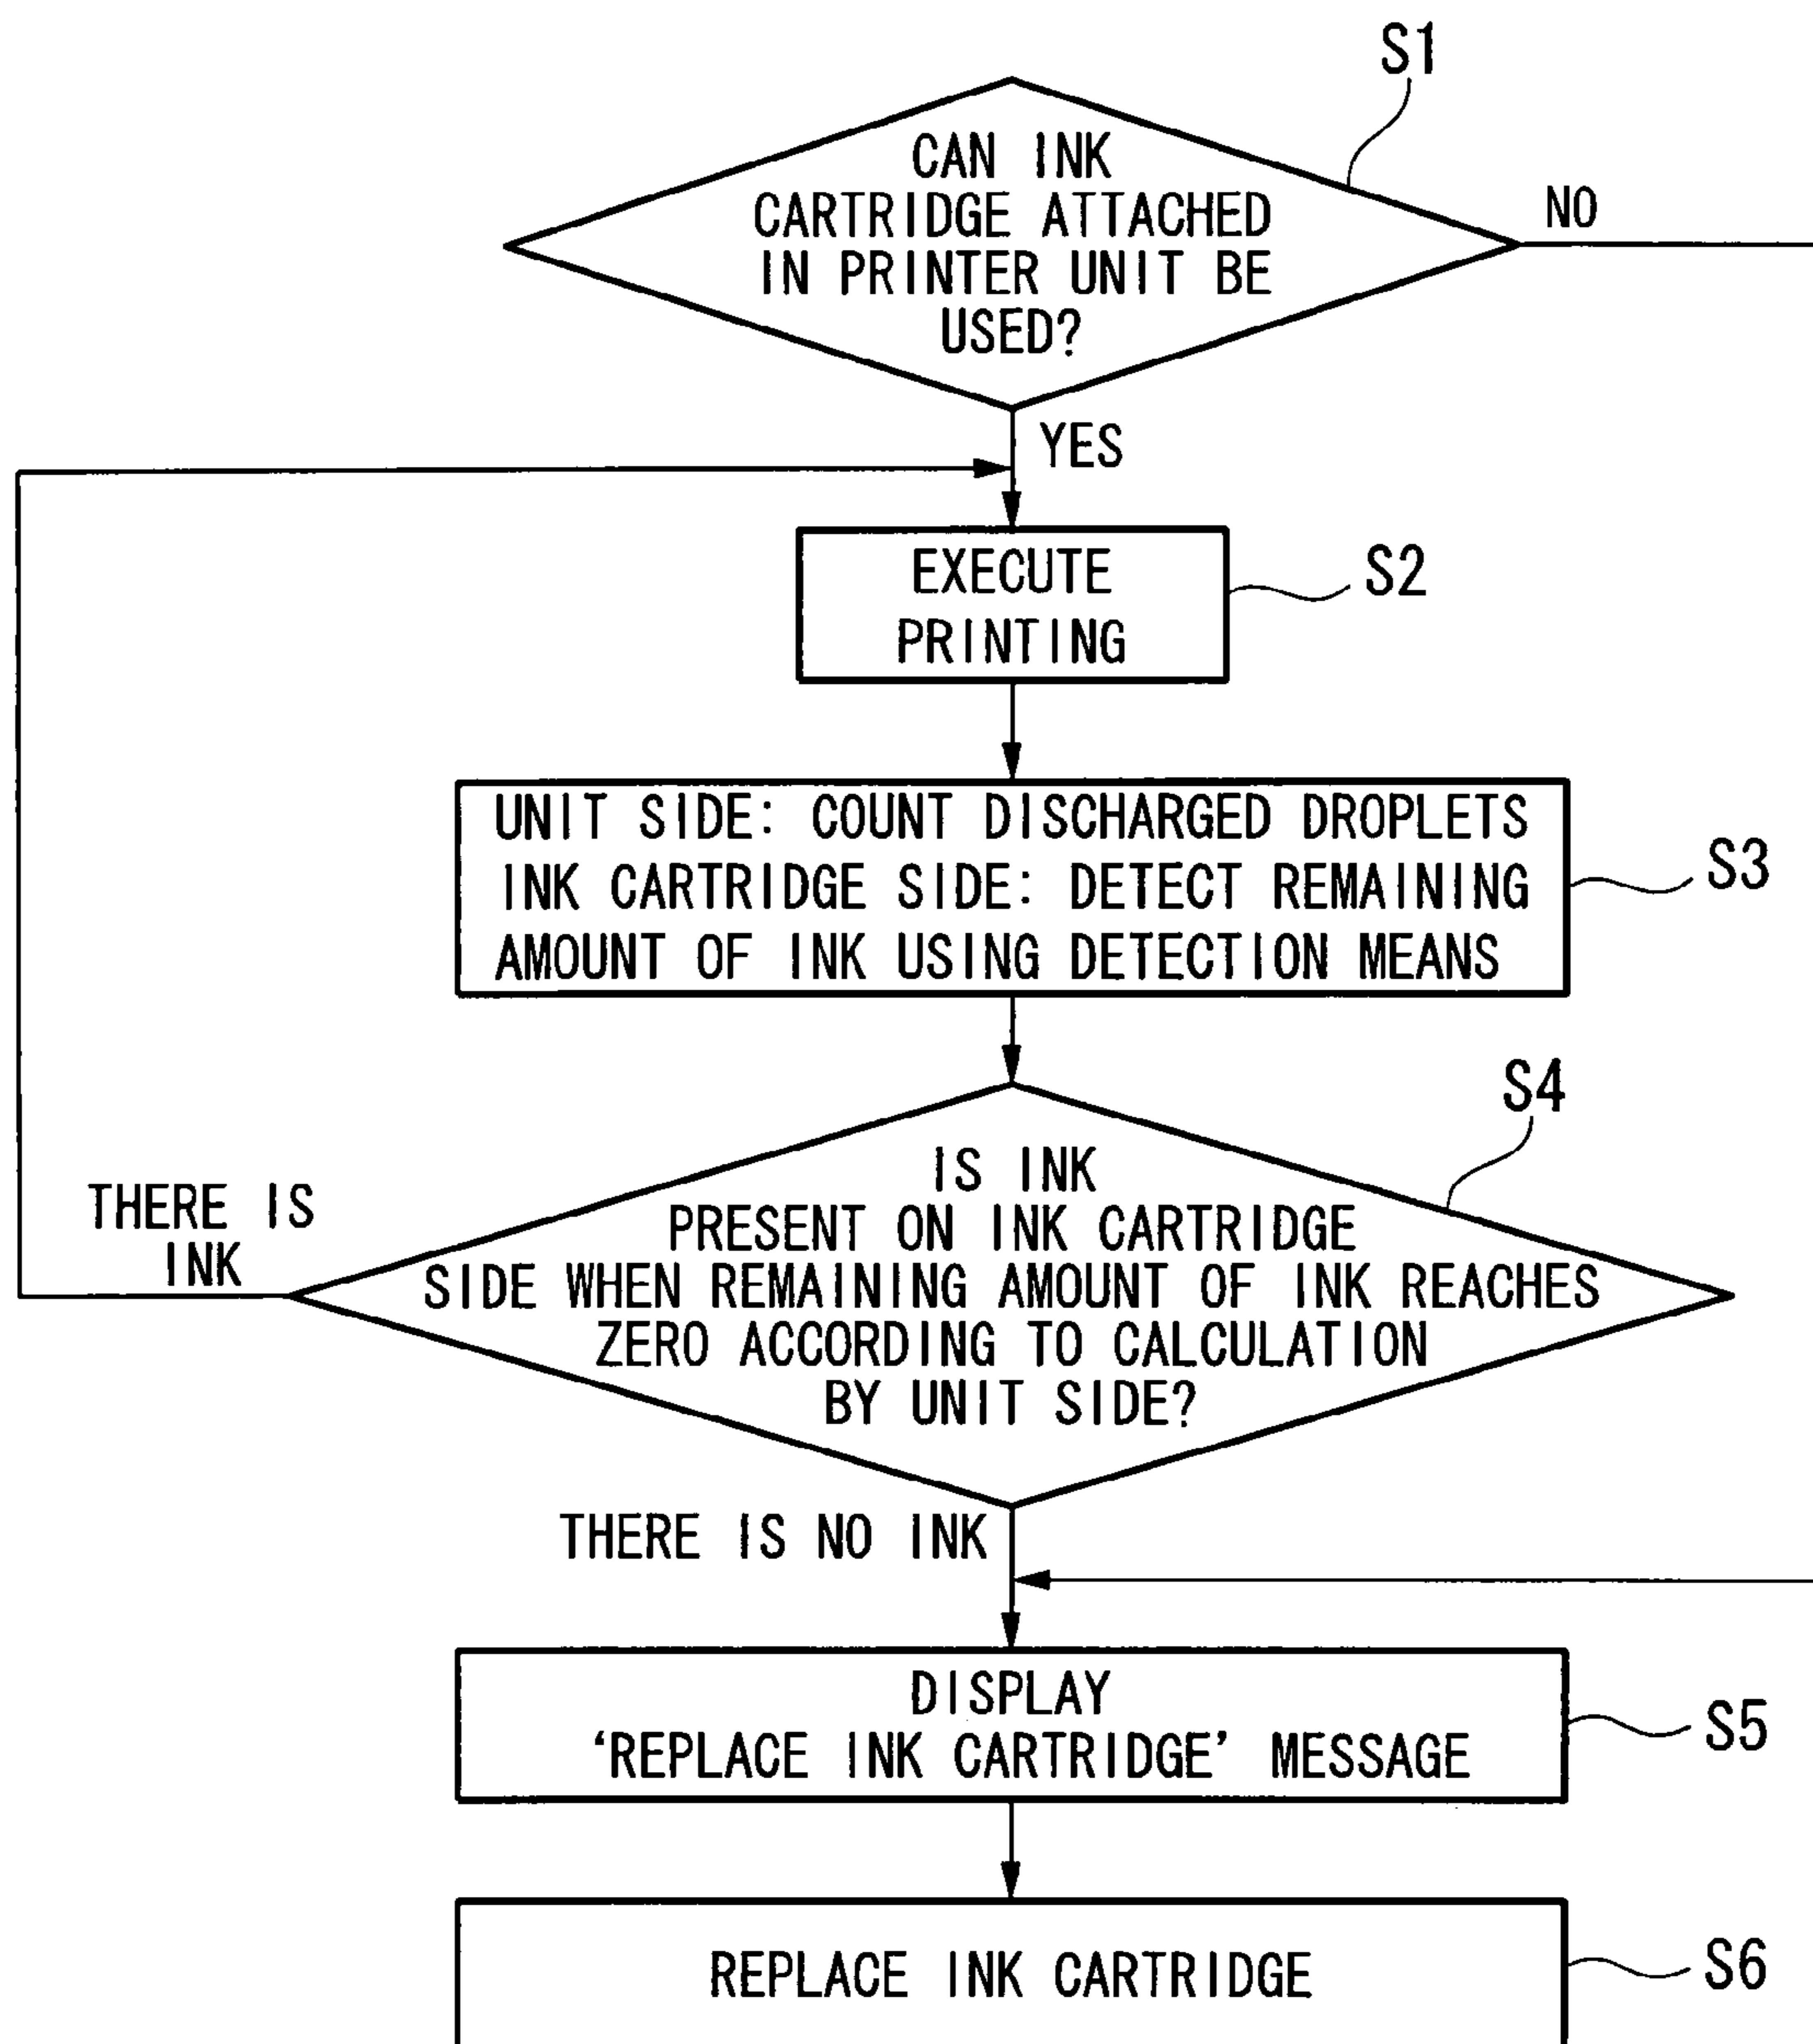 S1
CAN INK
CARTRIDGE ATTACHED
IN PRINTER UNIT BE
USED?
NO
YES
EXECUTE
PRINTING
S2
UNIT SIDE: COUNT DISCHARGED DROPLETS
INK CARTRIDGE SIDE: DETECT REMAINING
AMOUNT OF INK USING DETECTION MEANS
S3
S4
IS INK
PRESENT ON INK CARTRIDGE
SIDE WHEN REMAINING AMOUNT OF INK REACHES
ZERO ACCORDING TO CALCULATION
BY UNIT SIDE?
THERE IS
INK
THERE IS NO INK
DISPLAY
‘REPLACE INK CARTRIDGE’ MESSAGE
S5
REPLACE INK CARTRIDGE
S6